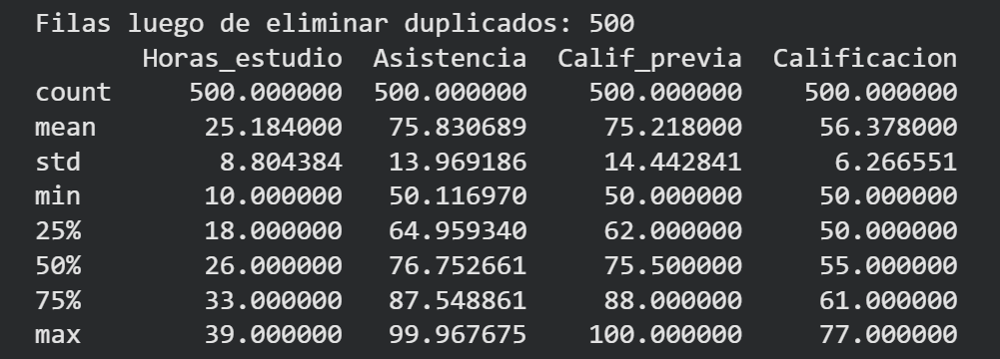 Filas luego de eliminar duplicados: 500
Horas_estudio Asistencia Calif_previa Calificacion
count 500.000000 500.000000 500.000000 500.000000
mean 25.184000 75.830689 75.218000 56.378000
std 8.804384 13.969186 14.442841 6.266551
min 10.000000 50.116970 50.000000 50.000000
25% 18.000000 64.959340 62.000000 50.000000
50% 26.000000 76.752661 75.500000 55.000000
75% 33.000000 87.548861 88.000000 61.000000
max 39.000000 99.967675 100.000000 77.000000